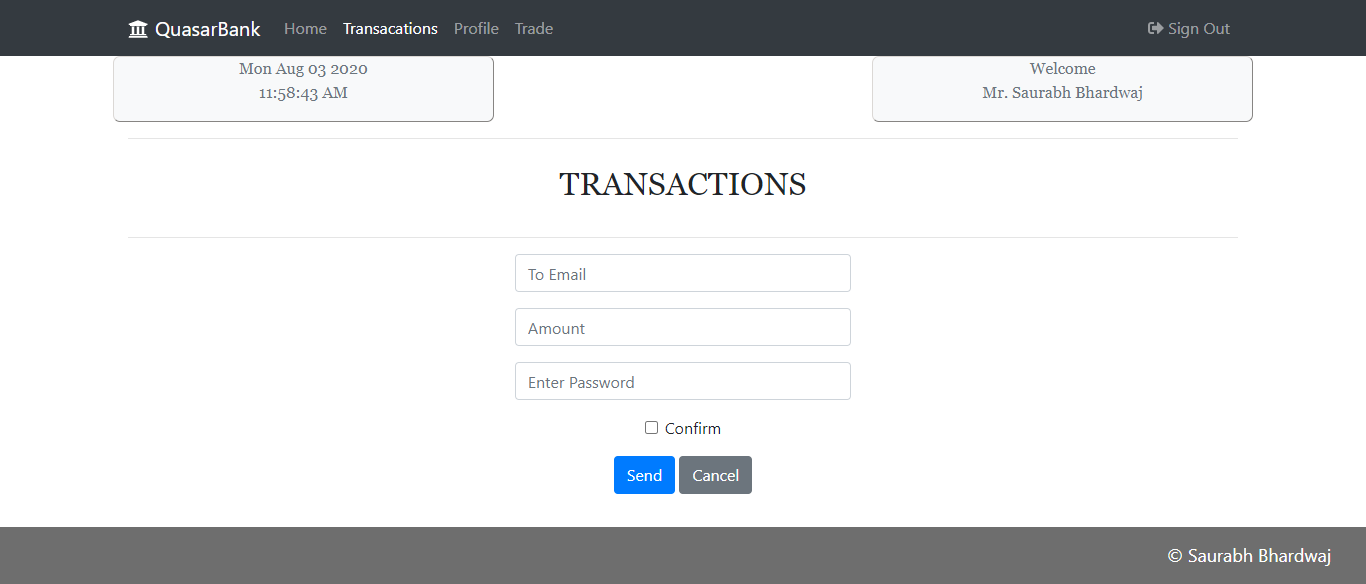 QuasarBank Home Transacations Profile Trade Sign Out
Mon Aug 03 2020
11:58:43 AM
Welcome
Mr. Saurabh Bhardwaj
TRANSACTIONS
To Email
Amount
Enter Password
Confirm
Send Cancel
© Saurabh Bhardwaj